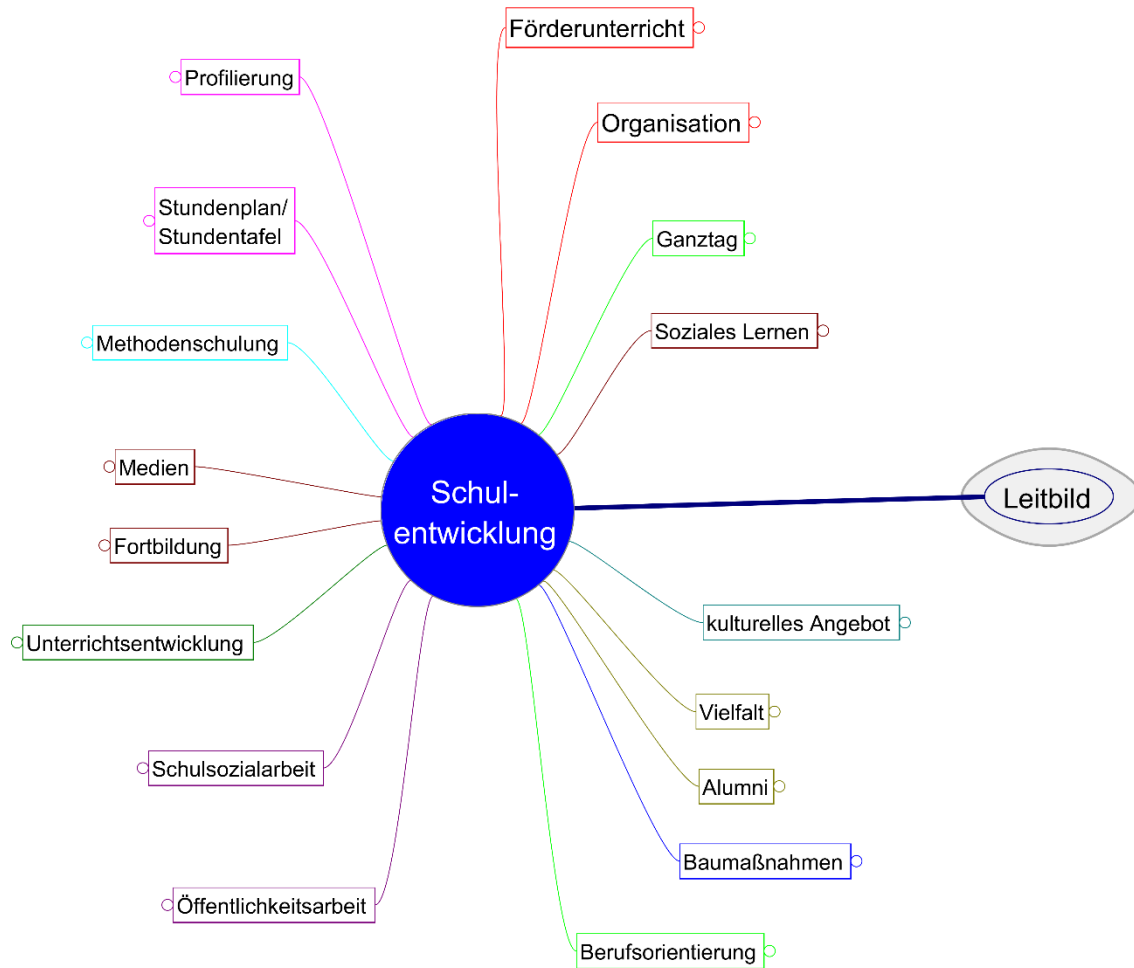 Förderunterricht
Profilierung
Organisation
Stundenplan/
Stundentafel
Ganztag
Soziales Lernen
Methodenschulung
Medien
Schul-
entwicklung
Leitbild
Fortbildung
kulturelles Angebot
Unterrichtsentwicklung
Vielfalt
Schulsozialarbeit
Alumni
Baumaßnahmen
Öffentlichkeitsarbeit
Berufsorientierung